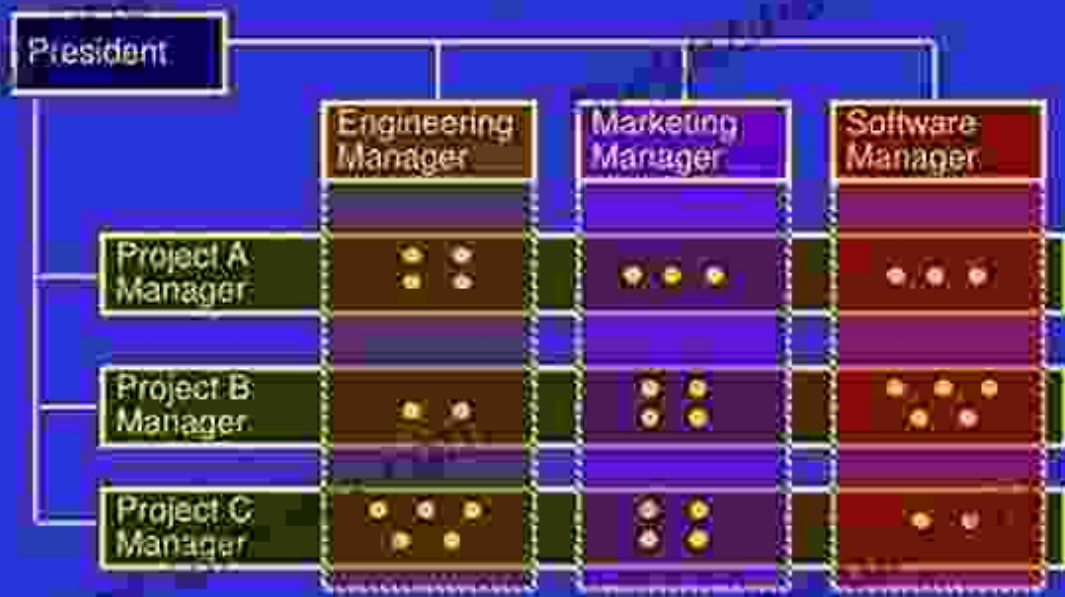 President
Engineering
Manager
Marketing
Manager
Software
Manager
Project A
Manager
Project B
Manager
Project C
Manager